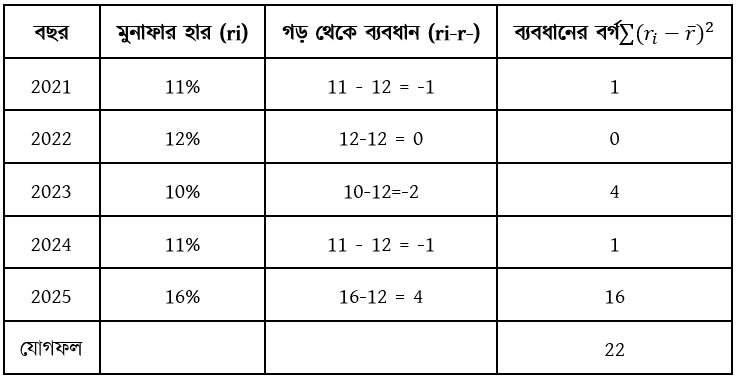 বছর মুনাফার হার (ri) গড় থেকে ব্যবধান (ri-r-) ব্যবধানের বর্গ∑(rᵢ − r̄)²
2021 11% 11 - 12 = -1 1
2022 12% 12-12 = 0 0
2023 10% 10-12=-2 4
2024 11% 11 - 12 = -1 1
2025 16% 16-12 = 4 16
যোগফল 22